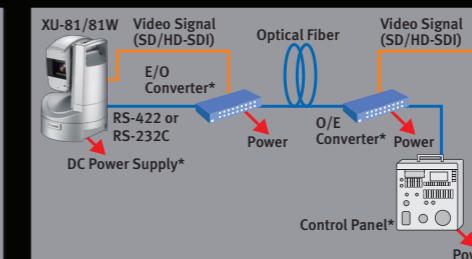 XU-81/81W
Video Signal
(SD/HD-SDI)
Optical Fiber
Video Signal
(SD/HD-SDI)
E/O
Converter*
RS-422 or
RS-232C
Power
O/E
Converter*
Power
DC Power Supply*
Control Panel*